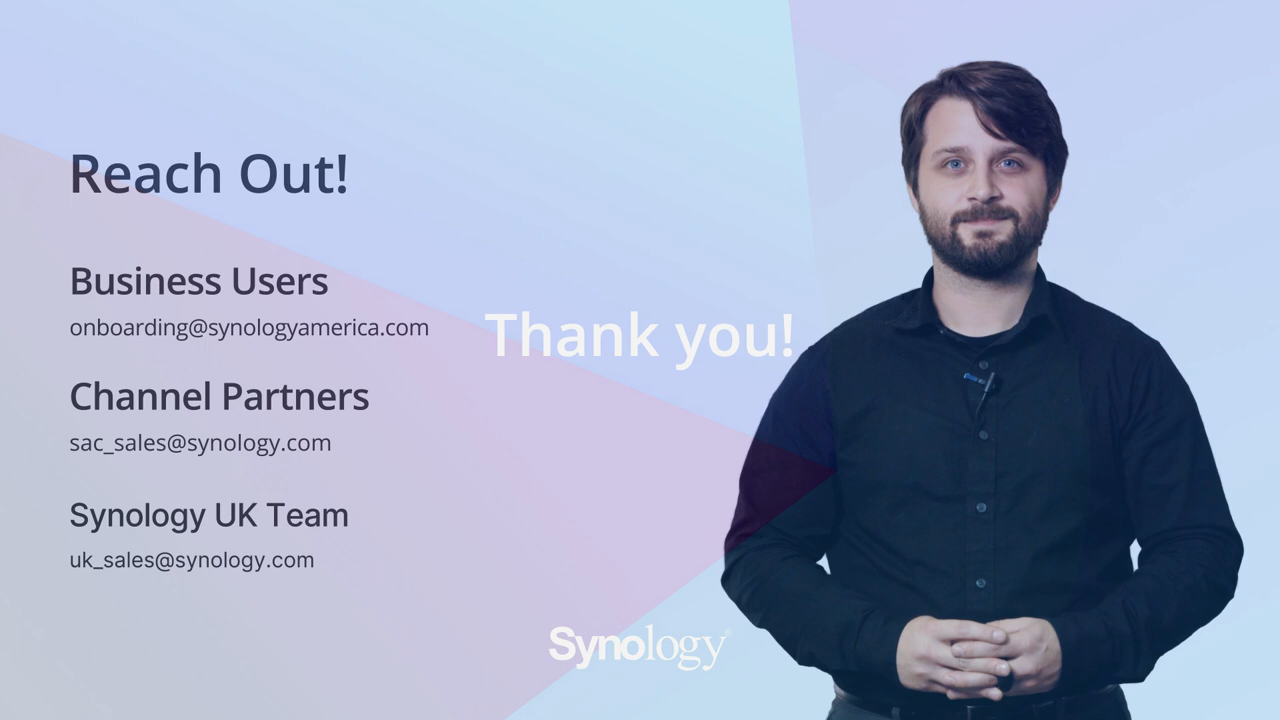 Reach Out!
Business Users
onboarding@synologyamerica.com
Thank you!
Channel Partners
sac_sales@synology.com
Synology UK Team
uk_sales@synology.com
Synology®